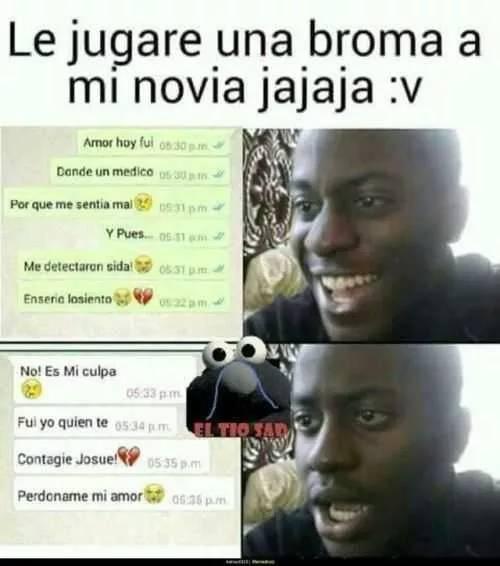 Le jugare una broma a
mi novia jajaja :v
Amor hoy fui 05:30 p.m.
Donde un medico 05:30 p.m.
Por que me sentia mal 05:31 p.m.
Y Pues... 05:31 p.m.
Me detectaron sida! 05:31 p.m.
Enserio losiento 05:32 p.m.
No! Es Mi culpa
05:33 p.m.
Fui yo quien te 05:34 p.m.
Contagie Josue! 05:35 p.m.
Perdoname mi amor 05:35 p.m.
EL TIO SAD